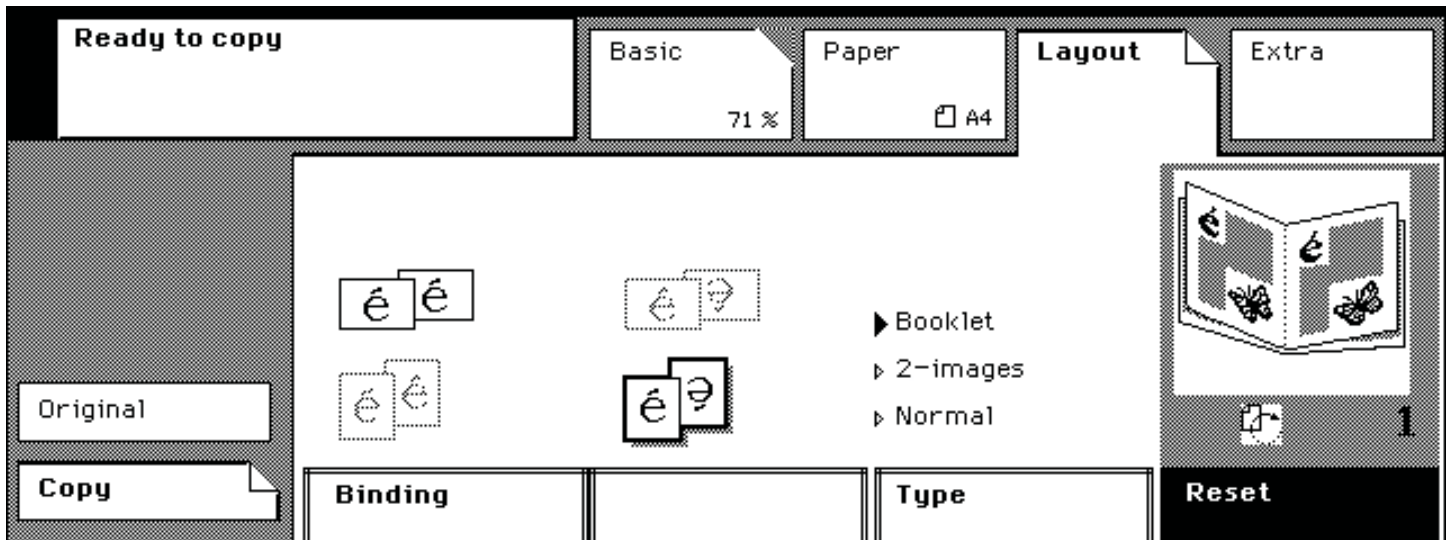 Ready to copy
Basic
71 %
Paper
A4
Layout
Extra
é é
é é
é é
é é
é é
Booklet
2-images
Normal
Original
Copy
Binding
Type
1
Reset